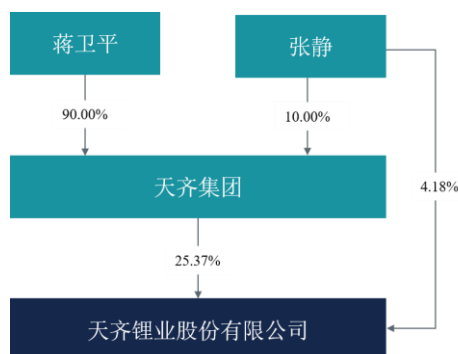 蒋卫平
张静
90.00%
10.00%
天齐集团
4.18%
25.37%
天齐锂业股份有限公司